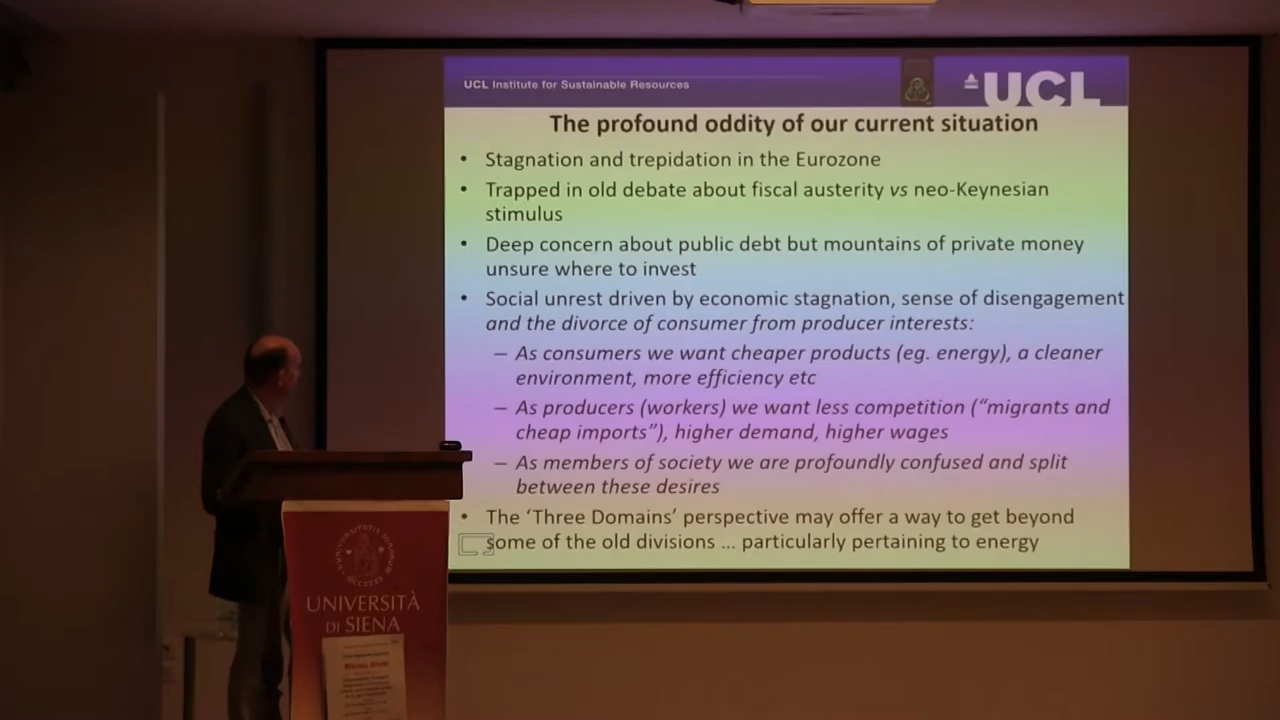 UCL Institute for Sustainable Resources
UCL
The profound oddity of our current situation
• Stagnation and trepidation in the Eurozone
• Trapped in old debate about fiscal austerity vs neo-Keynesian
stimulus
• Deep concern about public debt but mountains of private money
unsure where to invest
• Social unrest driven by economic stagnation, sense of disengagement
and the divorce of consumer from producer interests:
– As consumers we want cheaper products (eg. energy), a cleaner
environment, more efficiency etc
– As producers (workers) we want less competition (“migrants and
cheap imports”), higher demand, higher wages
– As members of society we are profoundly confused and split
between these desires
• The ‘Three Domains’ perspective may offer a way to get beyond
some of the old divisions … particularly pertaining to energy
UNIVERSITÀ
DI SIENA